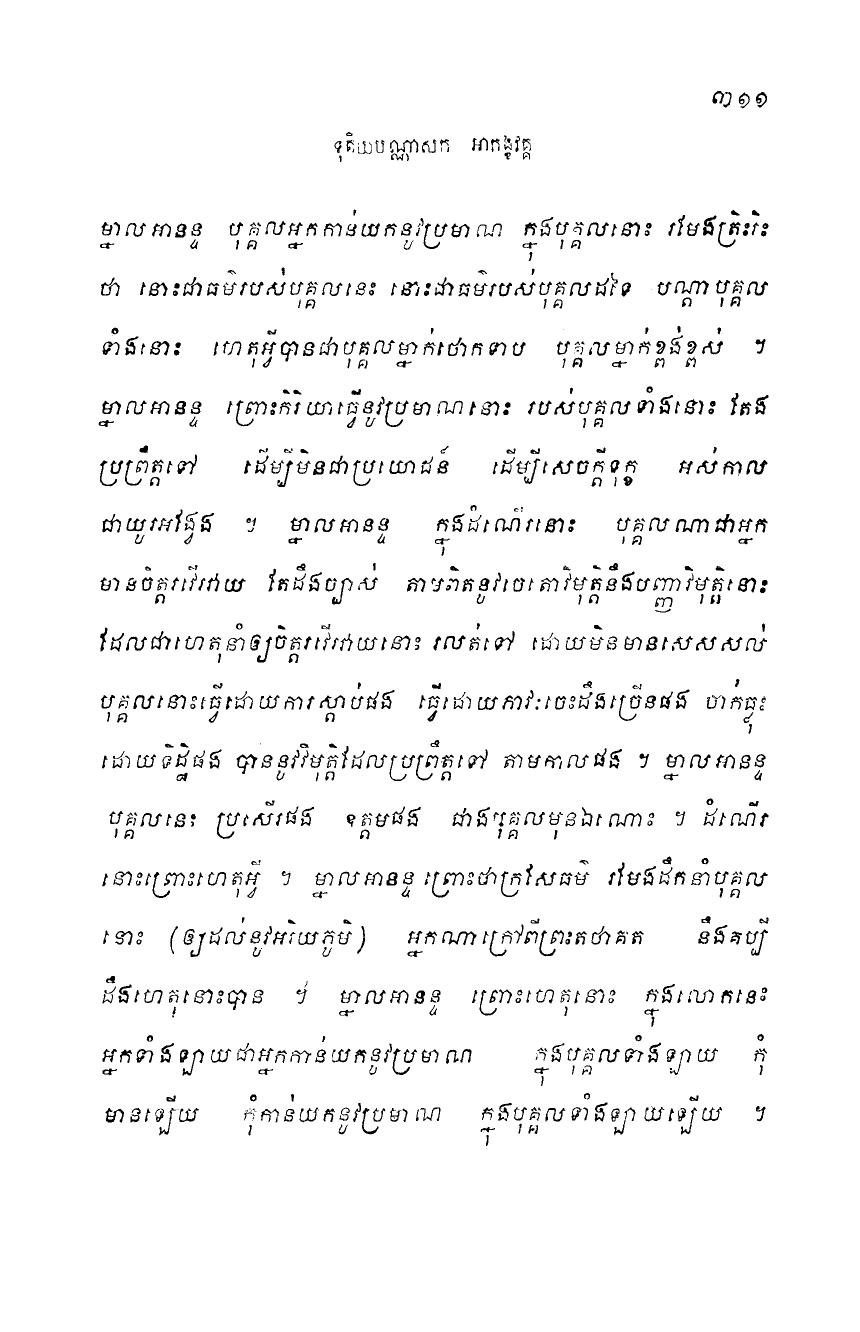 ៣១១
ទុតិយបណ្ណាសក អាកង្ខវគ្គ
ម្នាលអានន្ទ បុគ្គលអ្នកកាន់យកនូវប្រមាណ ក្នុងបុគ្គលនោះ រមែងត្រិះរិះ
ថា នោះជាធម៌របស់បុគ្គលនេះ នោះជាធម៌របស់បុគ្គលដទៃ បណ្តាបុគ្គល
ទាំងនោះ ហេតុអ្វីបានជាបុគ្គលម្នាក់ថោកទាប បុគ្គលម្នាក់ខ្ពង់ខ្ពស់ ។
ម្នាលអានន្ទ ព្រោះកិរិយាធ្វើនូវប្រមាណនោះ របស់បុគ្គលទាំងនោះ តែង
ប្រព្រឹត្តទៅ ដើម្បីមិនជាប្រយោជន៍ ដើម្បីសេចក្តីទុក្ខ អស់កាល
ជាយូរអង្វែង ។ ម្នាលអានន្ទ ក្នុងដំណើរនោះ បុគ្គលណាជាអ្នក
មានចិត្តរវើរវាយ តែដឹងច្បាស់ តាមពិតនូវចេតោវិមុត្តិនឹងបញ្ញាវិមុត្តិនោះ
ដែលជាហេតុនាំឲ្យចិត្តរវើរវាយនោះ រលត់ទៅ ដោយមិនមានសេសសល់
បុគ្គលនោះធ្វើដោយការស្តាប់ផង ធ្វើដោយភាវៈចេះដឹងច្រើនផង ចាក់ធ្លុះ
ដោយទិដ្ឋិផង បាននូវវិមុត្តិដែលប្រព្រឹត្តទៅ តាមកាលផង ។ ម្នាលអានន្ទ
បុគ្គលនេះ ប្រសើរផង ឧត្តមផង ជាងបុគ្គលមុនឯណោះ ។ ដំណើរ
នោះព្រោះហេតុអ្វី ។ ម្នាលអានន្ទ ព្រោះថាក្រសែធម៌ រមែងដឹកនាំបុគ្គល
នោះ (ឲ្យដល់នូវអរិយភូមិ) អ្នកណាក្រៅពីព្រះតថាគត នឹងគប្បី
ដឹងហេតុនោះបាន ។ ម្នាលអានន្ទ ព្រោះហេតុនោះ ក្នុងលោកនេះ
អ្នកទាំងឡាយជាអ្នកកាន់យកនូវប្រមាណ ក្នុងបុគ្គលទាំងឡាយ កុំ
មានឡើយ កុំកាន់យកនូវប្រមាណ ក្នុងបុគ្គលទាំងឡាយឡើយ ។